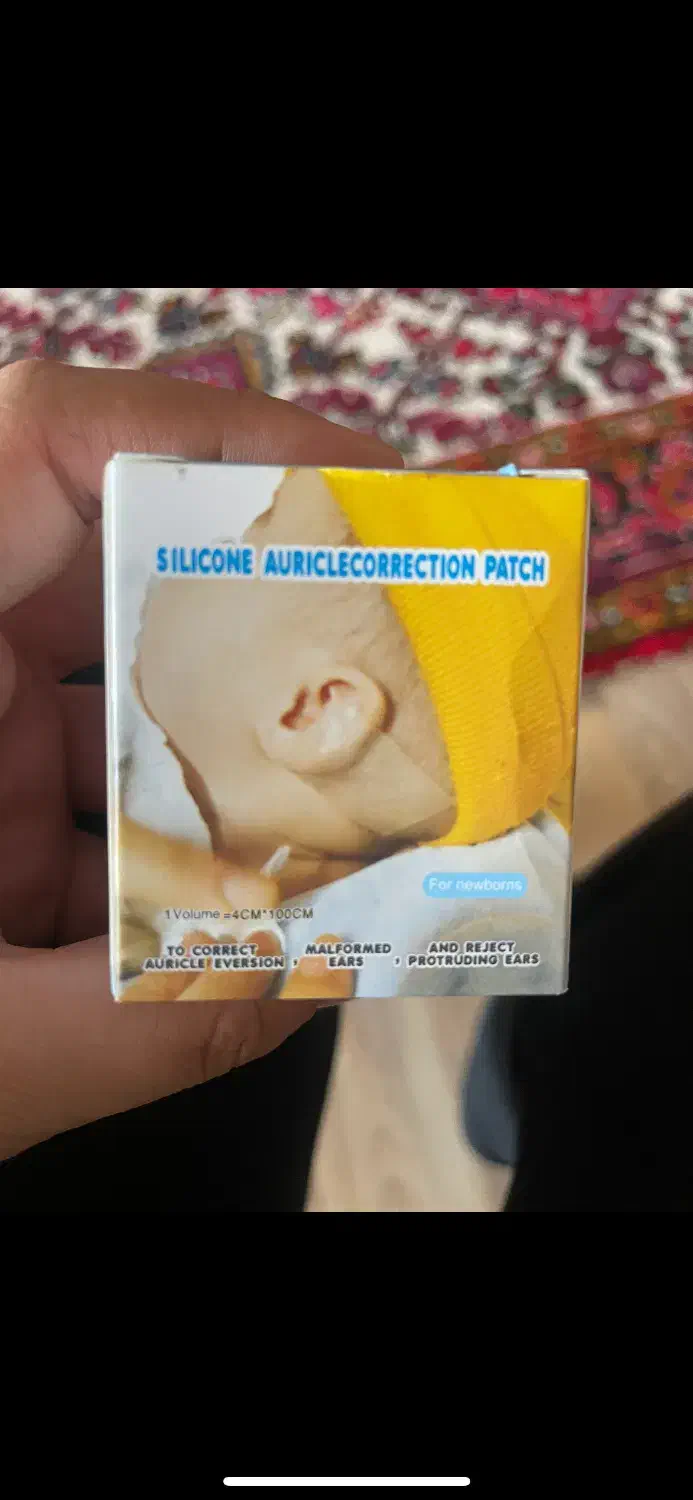 SILICONE AURICLECORRECTION PATCH
For newborns
1 Volume =4CM*100CM
TO CORRECT AURICLE EVERSION , MALFORMED EARS , AND REJECT PROTRUDING EARS